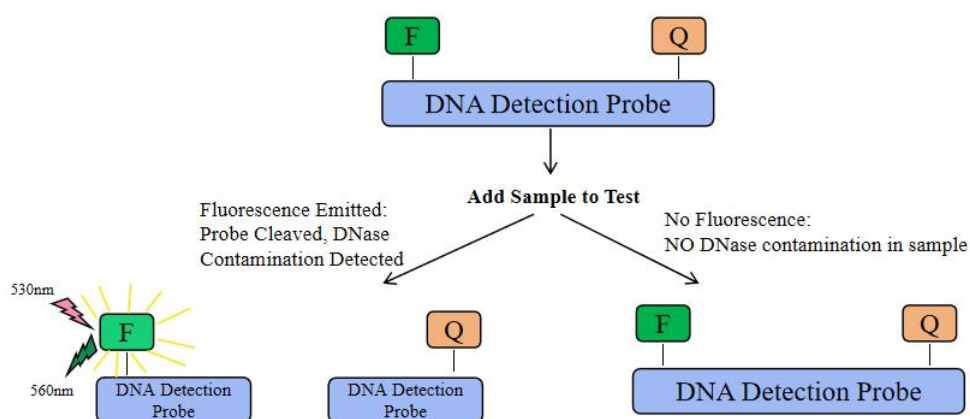 F
Q
DNA Detection Probe
Add Sample to Test
Fluorescence Emitted:
Probe Cleaved, DNase
Contamination Detected
No Fluorescence:
NO DNase contamination in sample
530nm
F
560nm
DNA Detection
Probe
Q
DNA Detection
Probe
F
Q
DNA Detection Probe